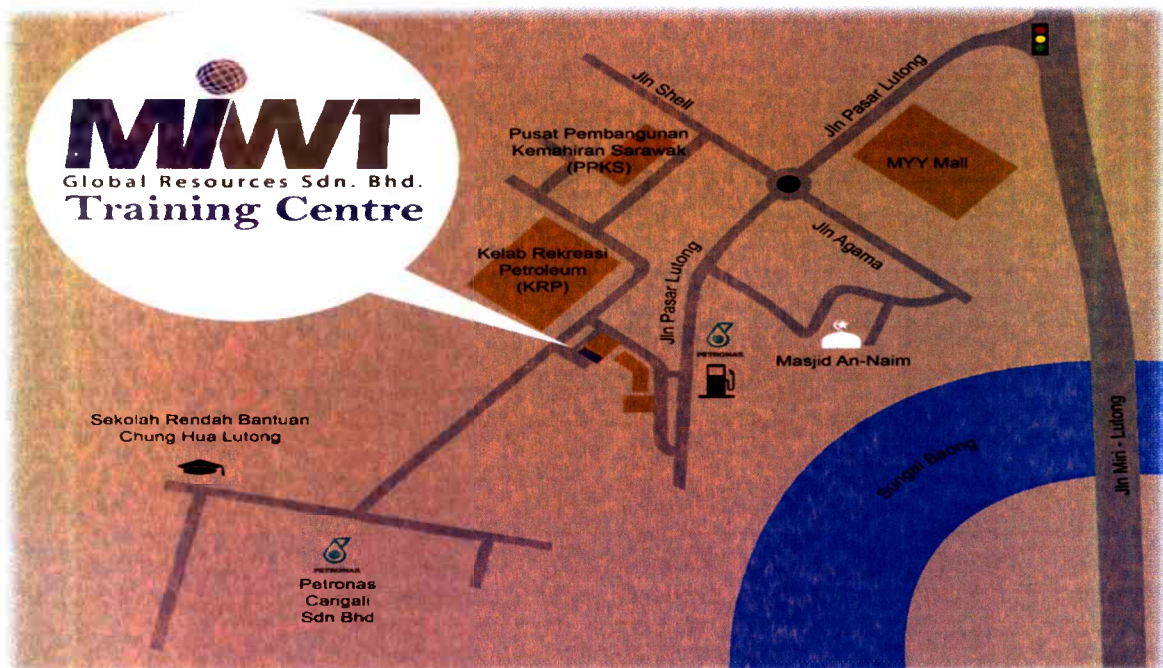 MIWT
Global Resources Sdn. Bhd.
Training Centre
Jln Shell
Jln Pasar Lutong
Pusat Pembangunan
Kemahiran Sarawak
(PPKS)
MYY Mall
Jln Agama
Kelab Rekreasi
Petroleum
(KRP)
Jln Pasar Lutong
PETRONAS
Masjid An-Naim
Sekolah Rendah Bantuan
Chung Hua Lutong
Sungai Baong
Jln Miri - Lutong
PETRONAS
Petronas
Carigali
Sdn Bhd